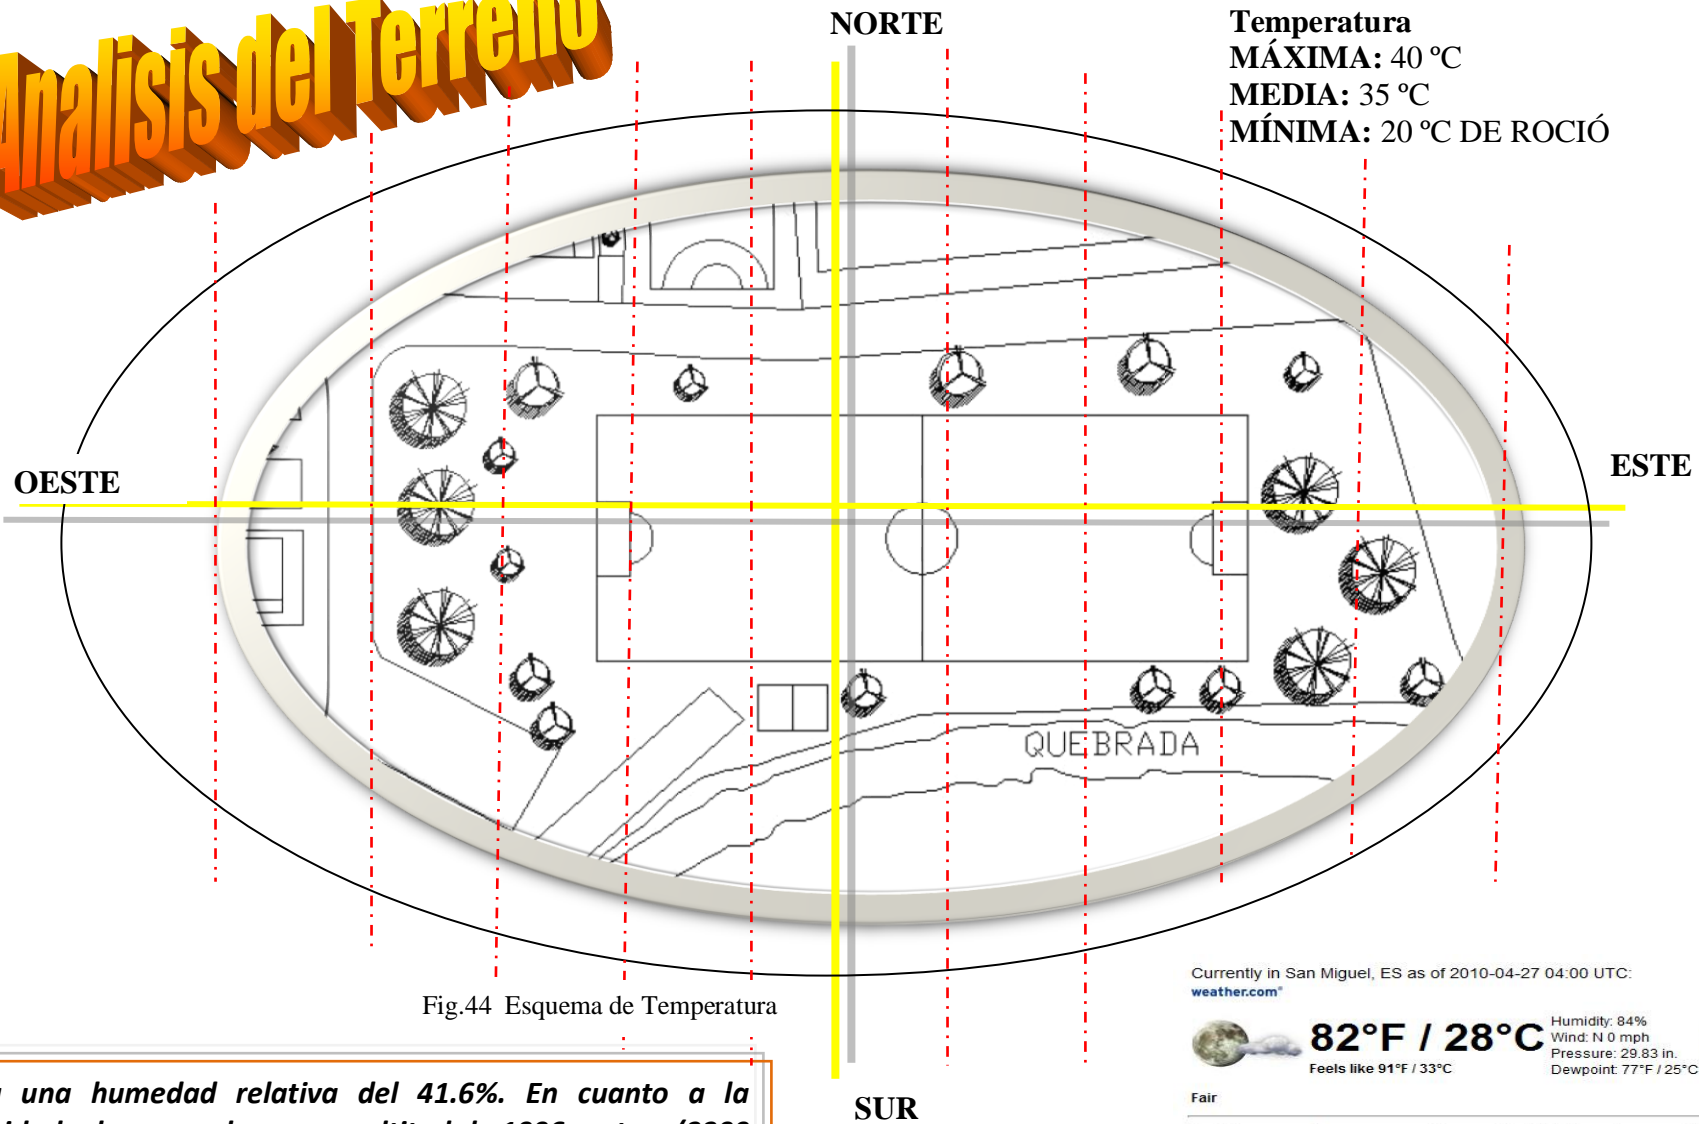 Analisis del Terreno
NORTE
Temperatura
MÁXIMA: 40 ºC
MEDIA: 35 ºC
MÍNIMA: 20 ºC DE ROCIÓ
OESTE
ESTE
QUEBRADA
Fig.44 Esquema de Temperatura
una humedad relativa del 41.6%. En cuanto a la
SUR
Currently in San Miguel, ES as of 2010-04-27 04:00 UTC:
weather.com®
82°F / 28°C
Feels like 91°F / 33°C
Humidity: 84%
Wind: N 0 mph
Pressure: 29.83 in.
Dewpoint: 77°F / 25°C
Fair